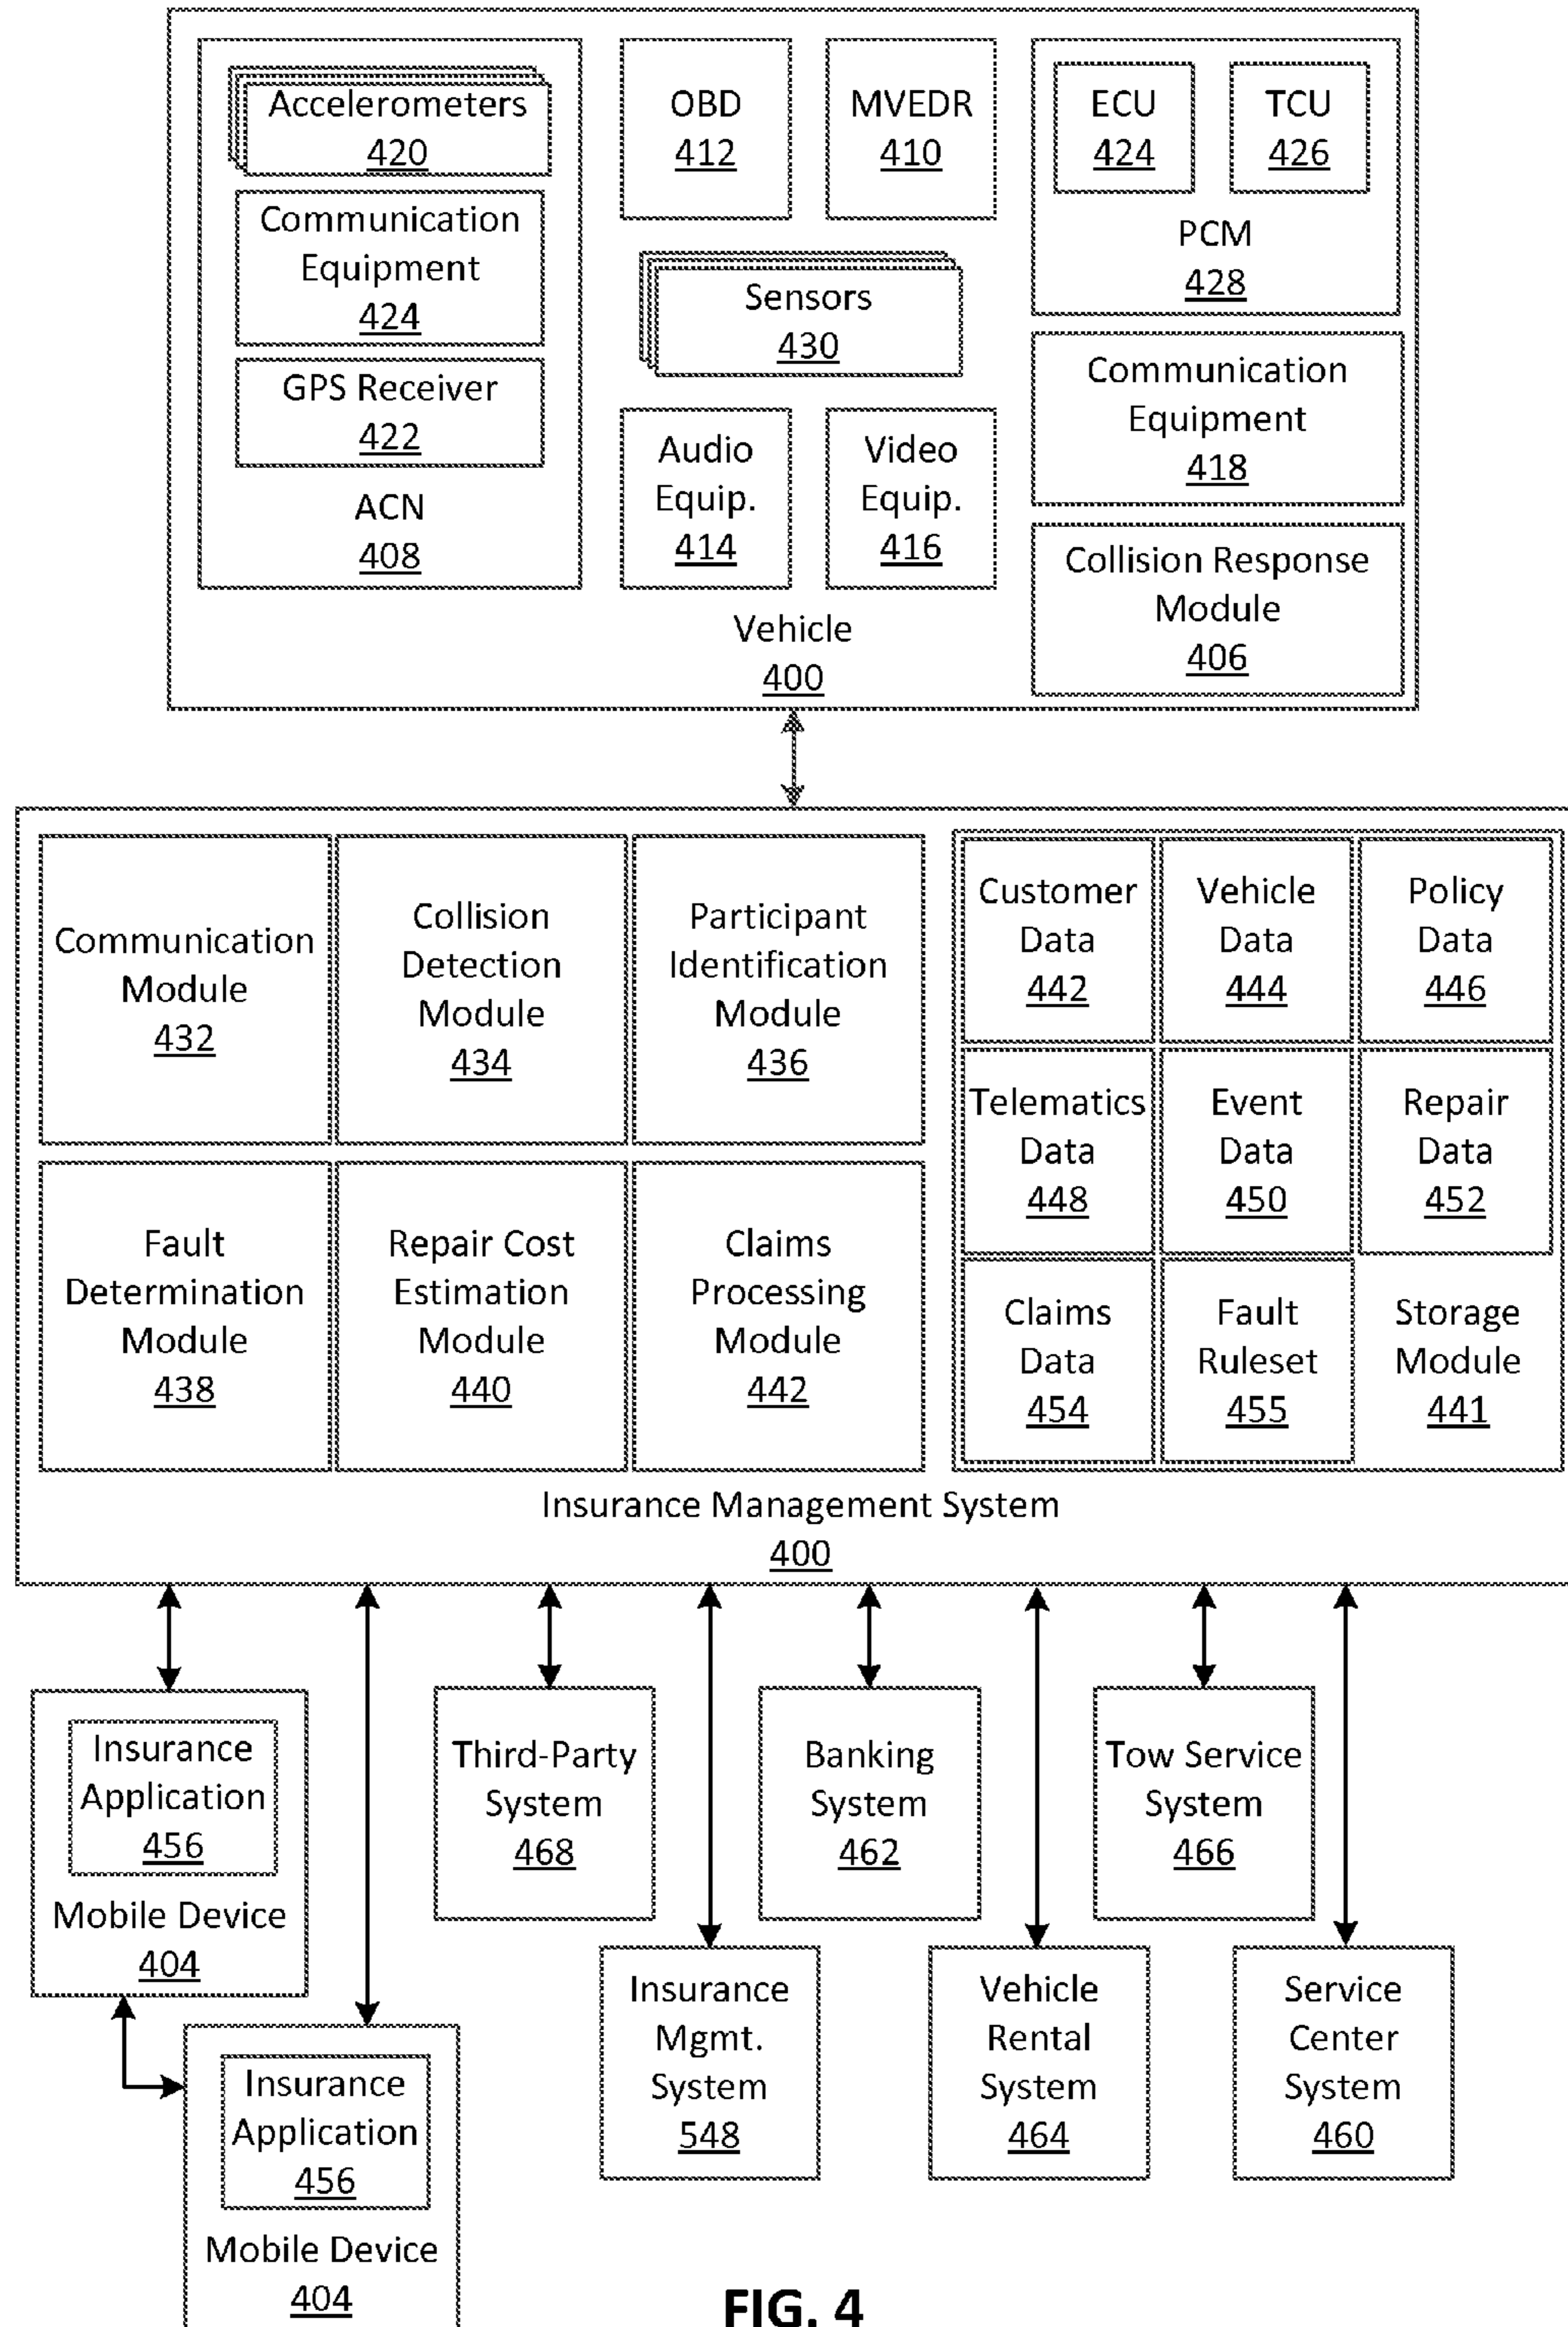 Accelerometers
420
Communication
Equipment
424
GPS Receiver
422
ACN
408
OBD
412
MVEDR
410
Sensors
430
Audio
Equip.
414
Video
Equip.
416
ECU
424
TCU
426
PCM
428
Communication
Equipment
418
Collision Response
Module
406
Vehicle
400
Communication
Module
432
Collision
Detection
Module
434
Participant
Identification
Module
436
Fault
Determination
Module
438
Repair Cost
Estimation
Module
440
Claims
Processing
Module
442
Customer
Data
442
Vehicle
Data
444
Policy
Data
446
Telematics
Data
448
Event
Data
450
Repair
Data
452
Claims
Data
454
Fault
Ruleset
455
Storage
Module
441
Insurance Management System
400
Insurance
Application
456
Mobile Device
404
Insurance
Application
456
Mobile Device
404
Third-Party
System
468
Insurance
Mgmt.
System
548
Banking
System
462
Vehicle
Rental
System
464
Tow Service
System
466
Service
Center
System
460
FIG. 4